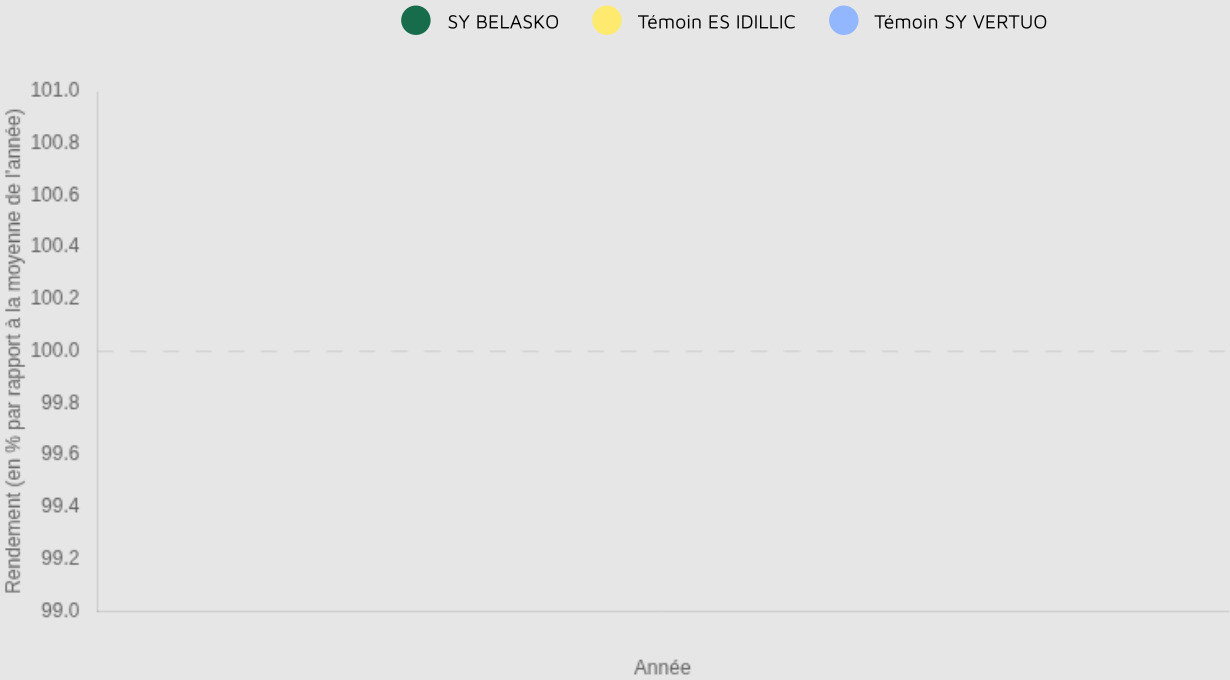 SY BELASKO
Témoin ES IDILLIC
Témoin SY VERTUO
Rendement (en % par rapport à la moyenne de l'année)
101.0
100.8
100.6
100.4
100.2
100.0
99.8
99.6
99.4
99.2
99.0
Année